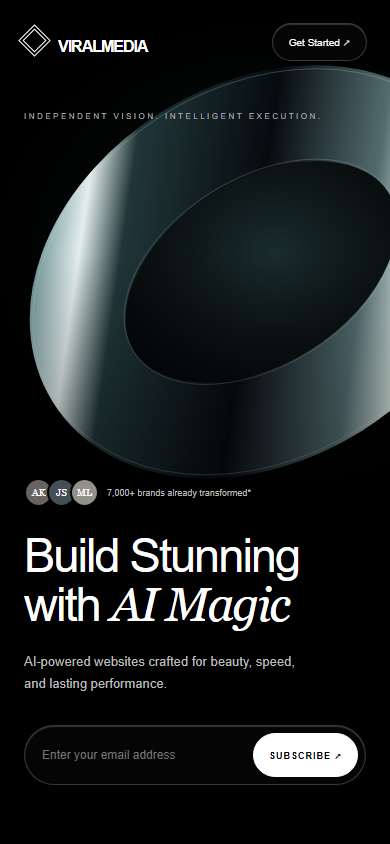 VIRALMEDIA
Get Started ↗
INDEPENDENT VISION. INTELLIGENT EXECUTION.
AK JS ML 7,000+ brands already transformed*
Build Stunning
with AI Magic
AI-powered websites crafted for beauty, speed,
and lasting performance.
Enter your email address
SUBSCRIBE ↗